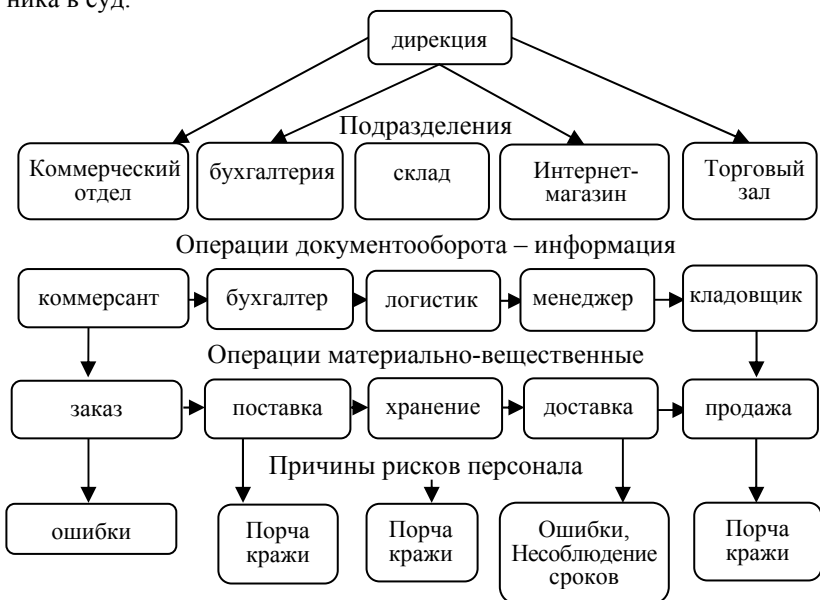 ника в суд.
дирекция
Подразделения
Коммерческий
отдел
бухгалтерия
склад
Интернет-
магазин
Торговый
зал
Операции документооборота – информация
коммерсант
бухгалтер
логистик
менеджер
кладовщик
Операции материально-вещественные
заказ
поставка
хранение
доставка
продажа
Причины рисков персонала
ошибки
Порча
кражи
Порча
кражи
Ошибки,
Несоблюдение
сроков
Порча
кражи